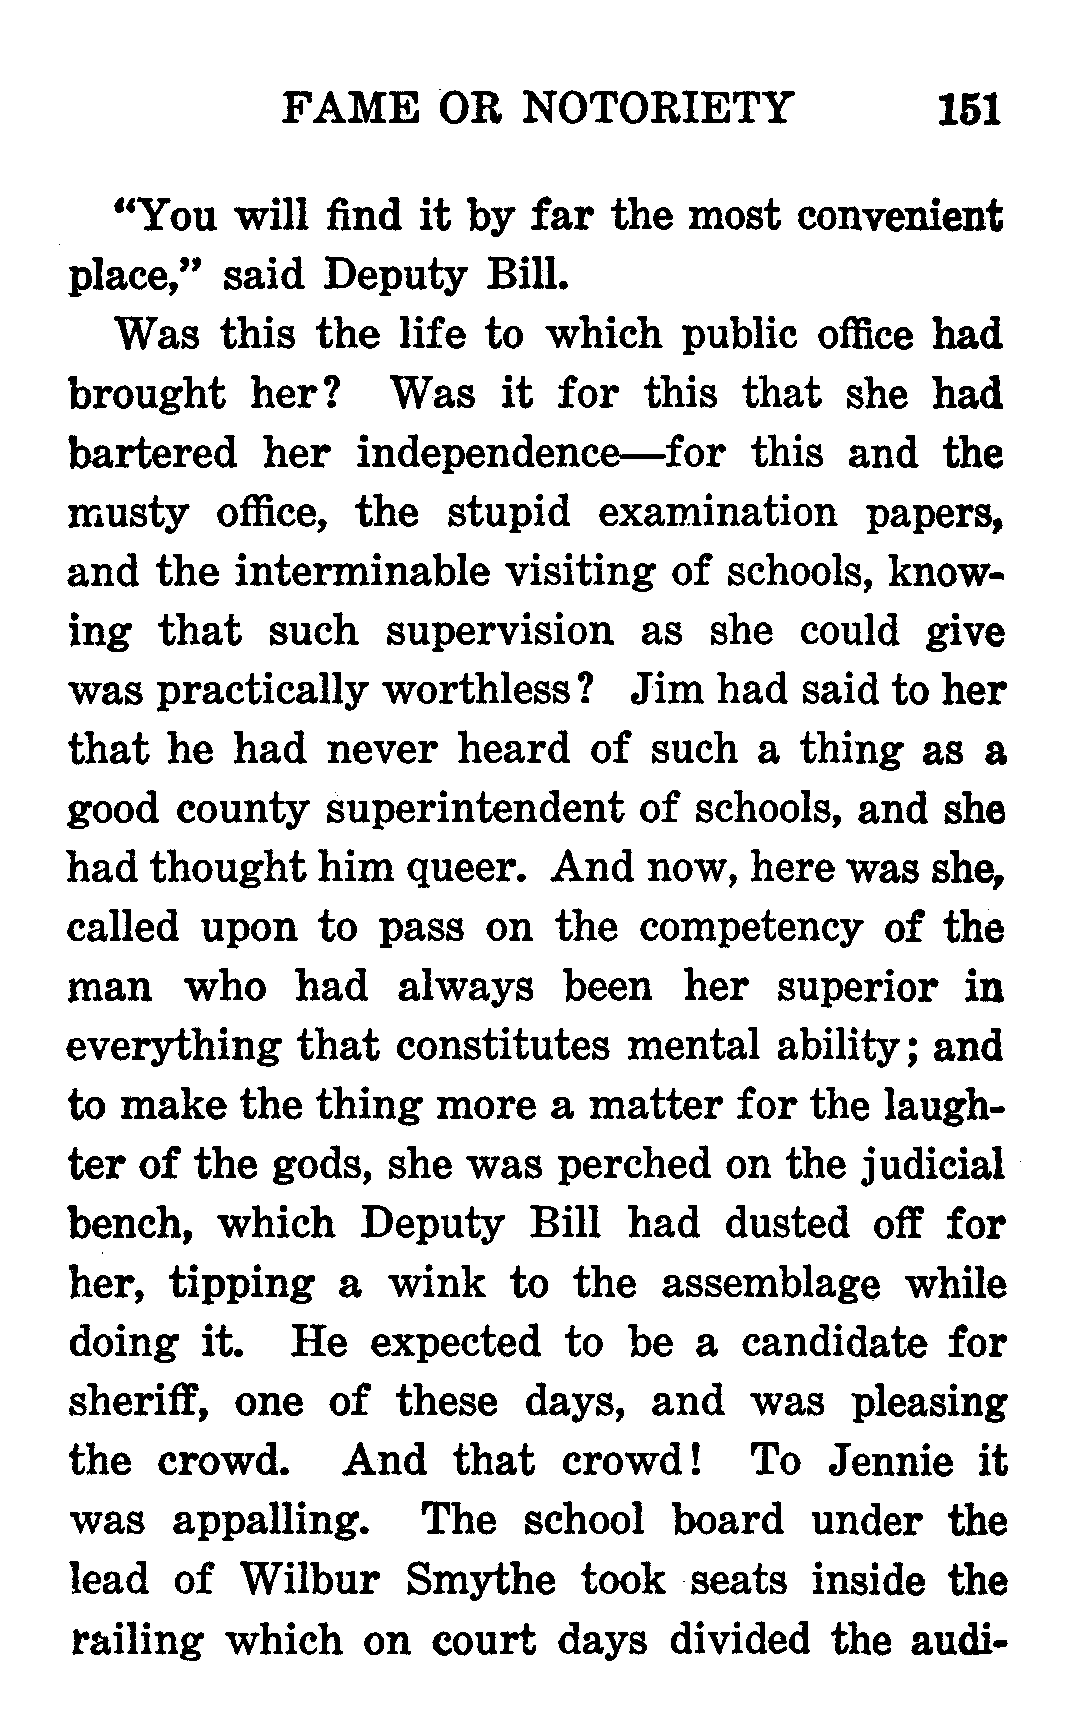 FAME OR NOTORIETY 151
“You will find it by far the most convenient
place,” said Deputy Bill.
Was this the life to which public office had
brought her? Was it for this that she had
bartered her independence—for this and the
musty office, the stupid examination papers,
and the interminable visiting of schools, know-
ing that such supervision as she could give
was practically worthless? Jim had said to her
that he had never heard of such a thing as a
good county superintendent of schools, and she
had thought him queer. And now, here was she,
called upon to pass on the competency of the
man who had always been her superior in
everything that constitutes mental ability; and
to make the thing more a matter for the laugh-
ter of the gods, she was perched on the judicial
bench, which Deputy Bill had dusted off for
her, tipping a wink to the assemblage while
doing it. He expected to be a candidate for
sheriff, one of these days, and was pleasing
the crowd. And that crowd! To Jennie it
was appalling. The school board under the
lead of Wilbur Smythe took seats inside the
railing which on court days divided the audi-